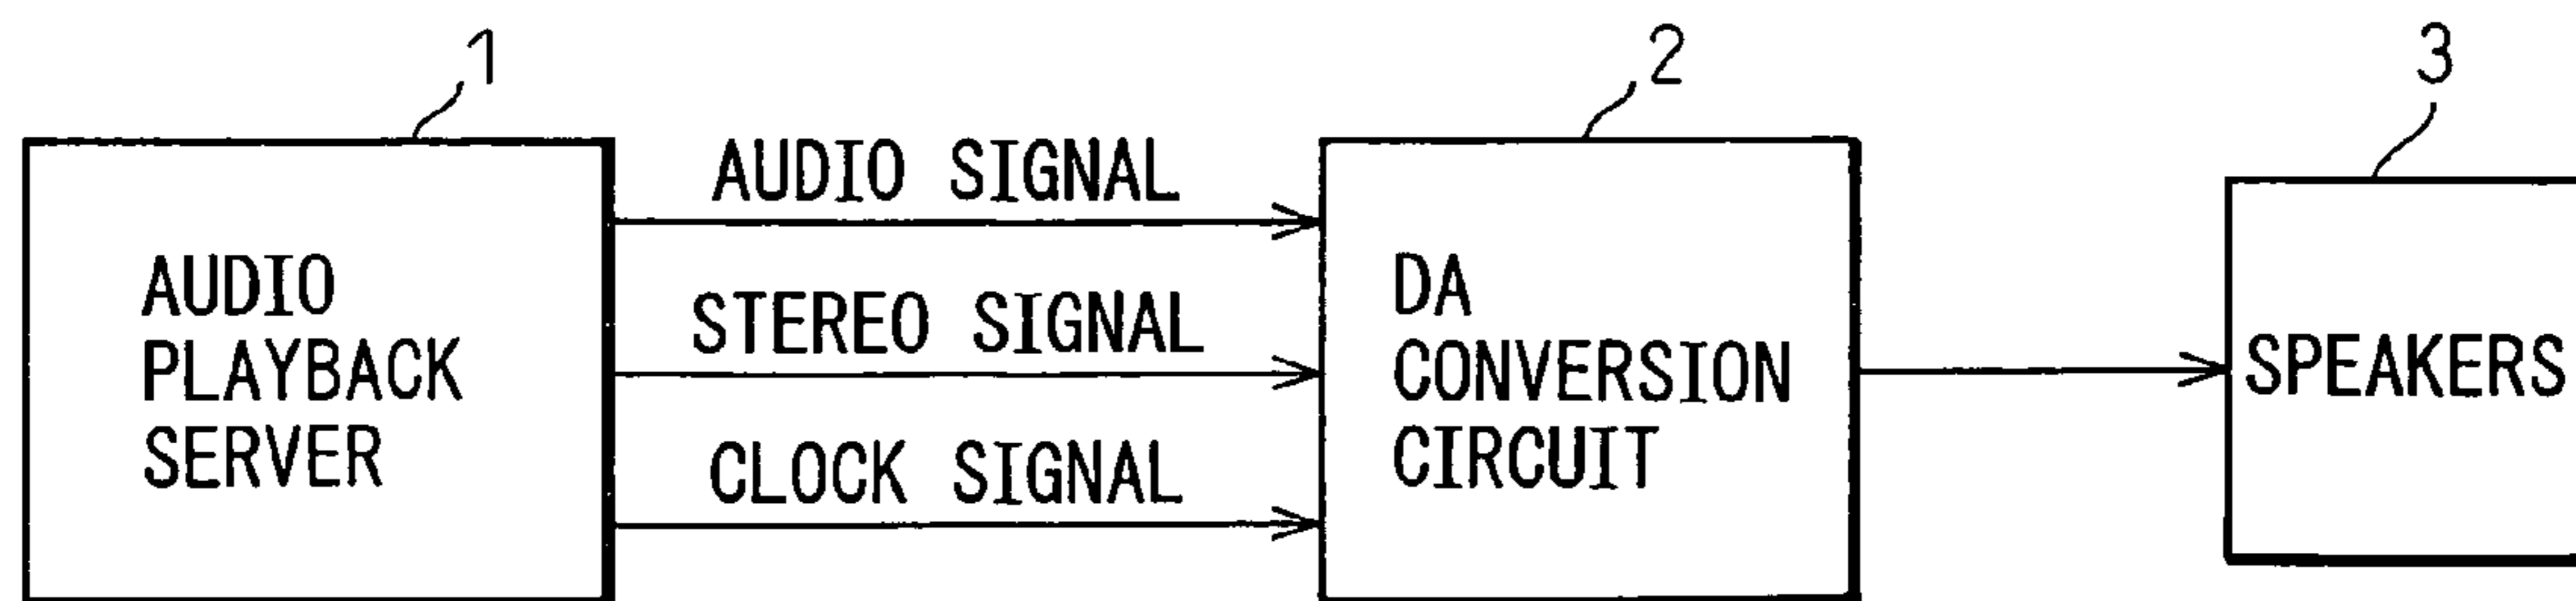 1
2
3
AUDIO SIGNAL
STEREO SIGNAL
CLOCK SIGNAL
AUDIO
PLAYBACK
SERVER
DA
CONVERSION
CIRCUIT
SPEAKERS